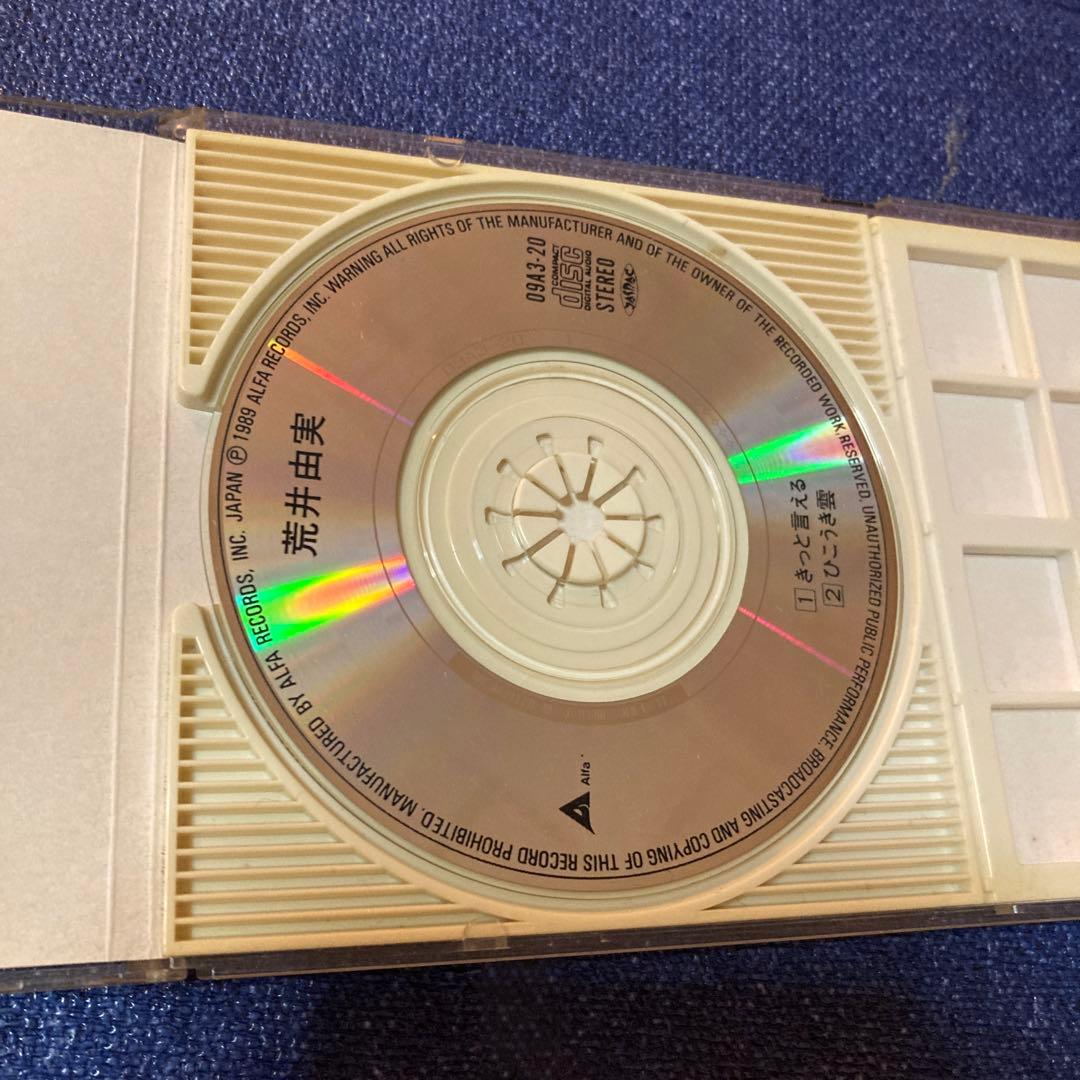 荒井由実
09A3-20
COMPACT
disc
DIGITAL AUDIO
STEREO
JASRAC
1 きっと言える
2 ひこうき雲
Alfa
MANUFACTURED BY ALFA RECORDS, INC. JAPAN Ⓟ 1989 ALFA RECORDS, INC. WARNING ALL RIGHTS OF THE MANUFACTURER AND OF THE OWNER OF THE RECORDED WORK RESERVED. UNAUTHORIZED PUBLIC PERFORMANCE. BROADCASTING AND COPYING OF THIS RECORD PROHIBITED.